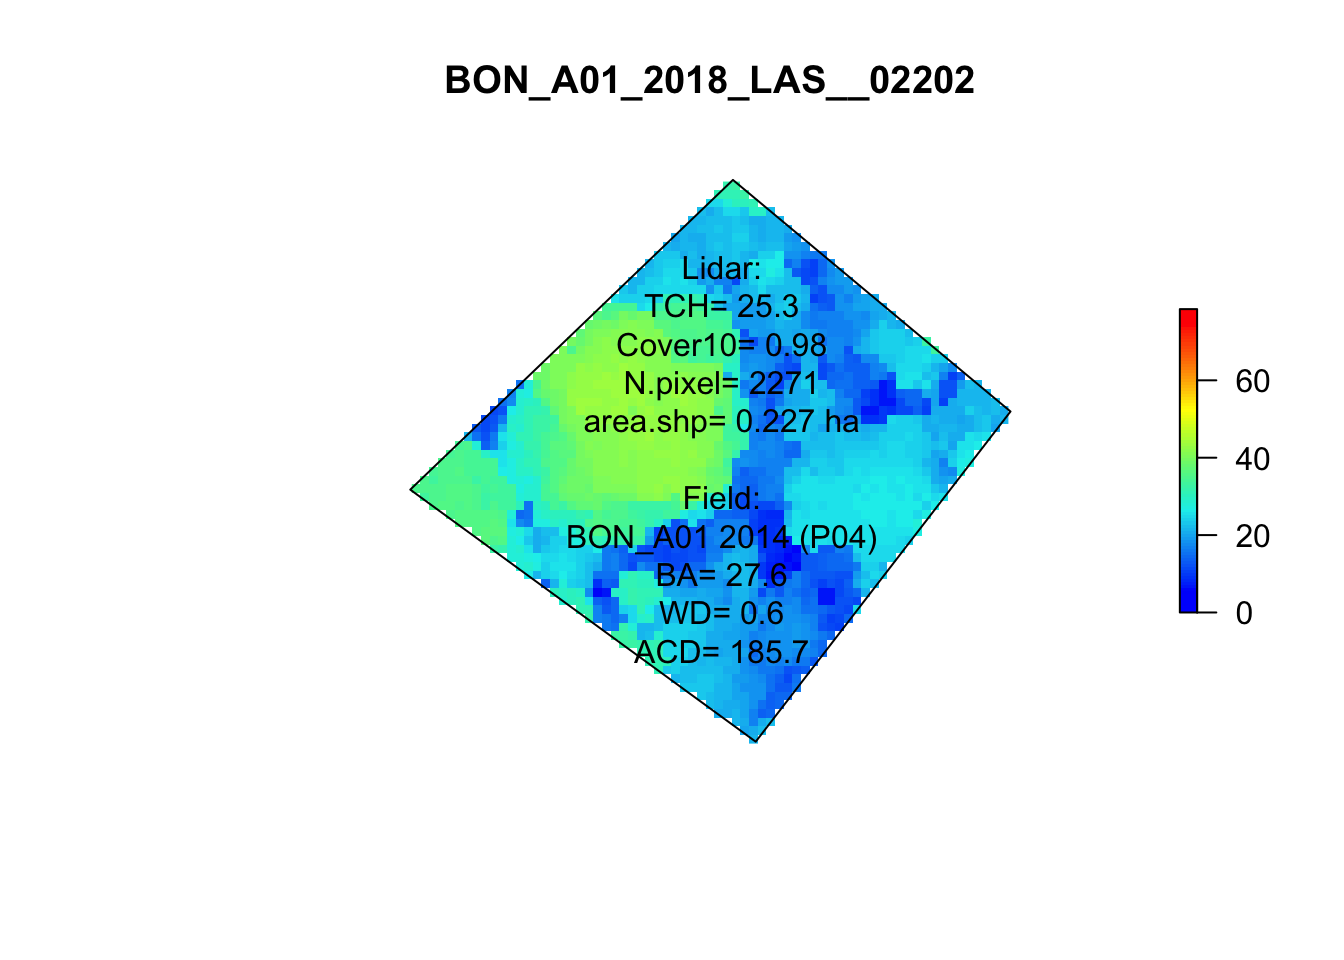 BON_A01_2018_LAS__02202
Lidar:
TCH= 25.3
Cover10= 0.98
N.pixel= 2271
area.shp= 0.227 ha
Field:
BON_A01 2014 (P04)
BA= 27.6
WD= 0.6
ACD= 185.7
60
40
20
0